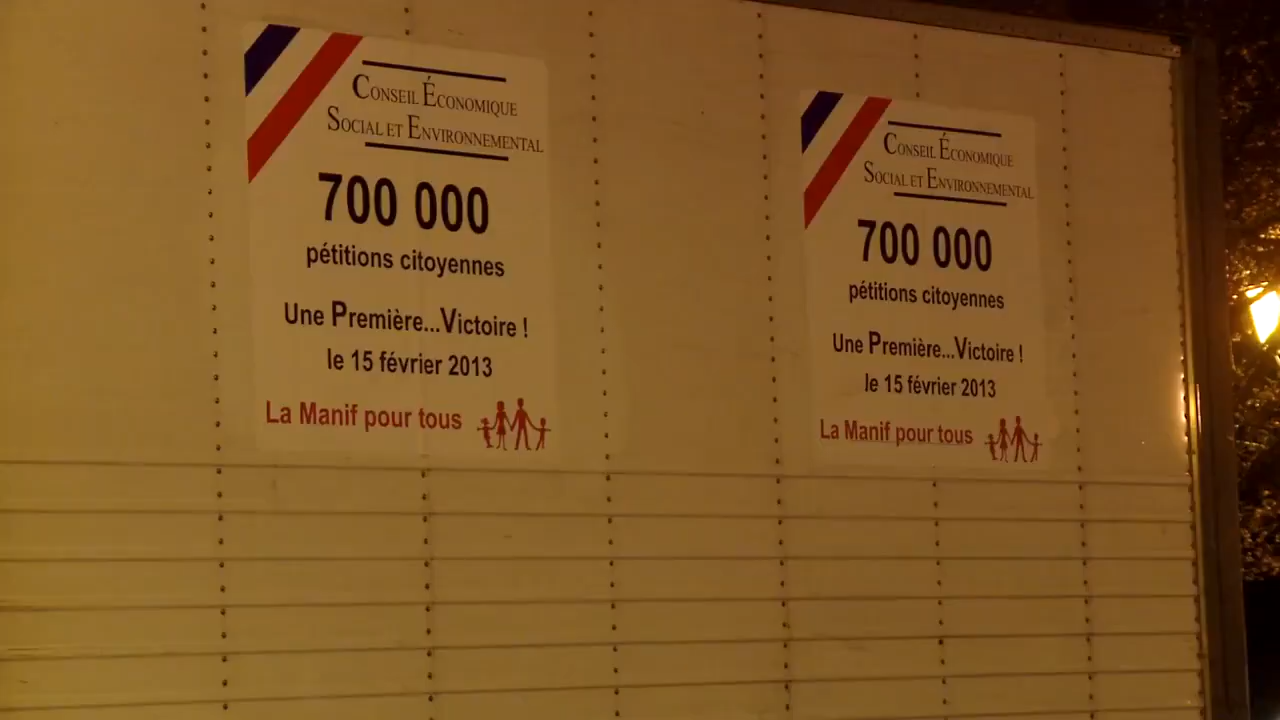 Conseil Économique
Social et Environnemental
700 000
pétitions citoyennes
Une Première...Victoire !
le 15 février 2013
La Manif pour tous
Conseil Économique
Social et Environnemental
700 000
pétitions citoyennes
Une Première...Victoire !
le 15 février 2013
La Manif pour tous